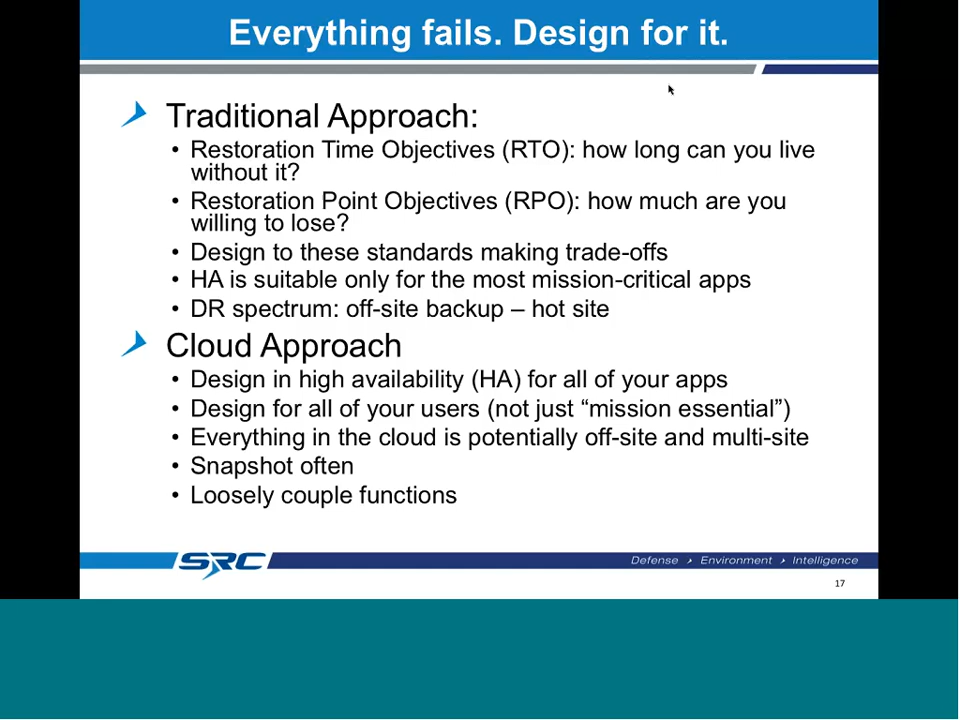 Everything fails. Design for it.
Traditional Approach:
• Restoration Time Objectives (RTO): how long can you live
without it?
• Restoration Point Objectives (RPO): how much are you
willing to lose?
• Design to these standards making trade-offs
• HA is suitable only for the most mission-critical apps
• DR spectrum: off-site backup – hot site
Cloud Approach
• Design in high availability (HA) for all of your apps
• Design for all of your users (not just “mission essential”)
• Everything in the cloud is potentially off-site and multi-site
• Snapshot often
• Loosely couple functions
SRC
Defense Environment Intelligence
17